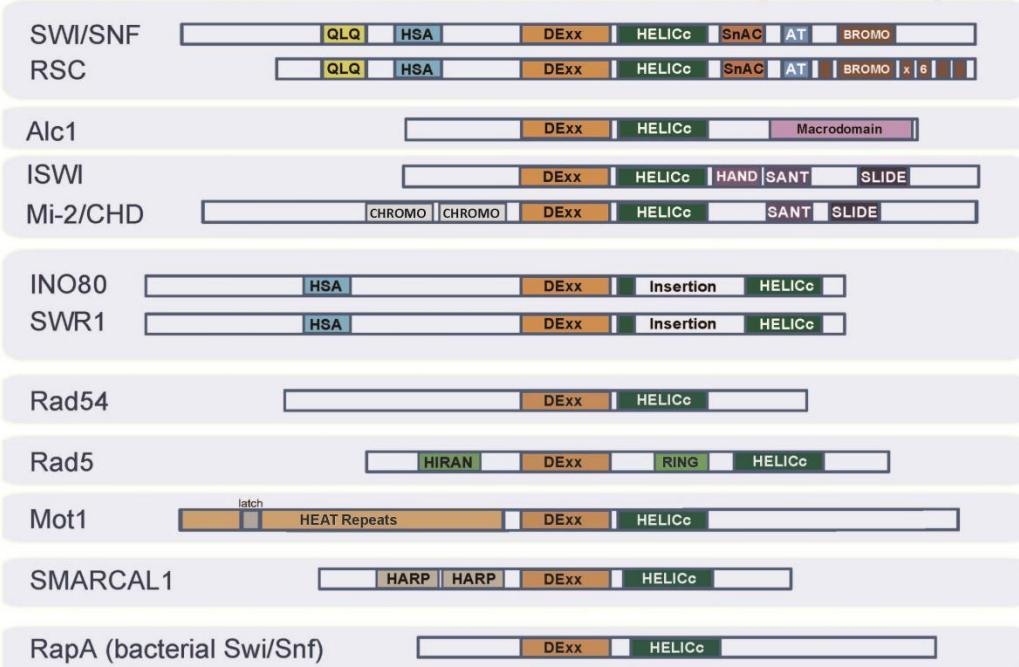 SWI/SNF QLQ HSA DExx HELICc SnAC AT BROMO
RSC QLQ HSA DExx HELICc SnAC AT BROMO x 6
Alc1 DExx HELICc Macrodomain
ISWI DExx HELICc HAND SANT SLIDE
Mi-2/CHD CHROMO CHROMO DExx HELICc SANT SLIDE
INO80 HSA DExx Insertion HELICc
SWR1 HSA DExx Insertion HELICc
Rad54 DExx HELICc
Rad5 HIRAN DExx RING HELICc
latch
Mot1 HEAT Repeats DExx HELICc
SMARCAL1 HARP HARP DExx HELICc
RapA (bacterial Swi/Snf) DExx HELICc